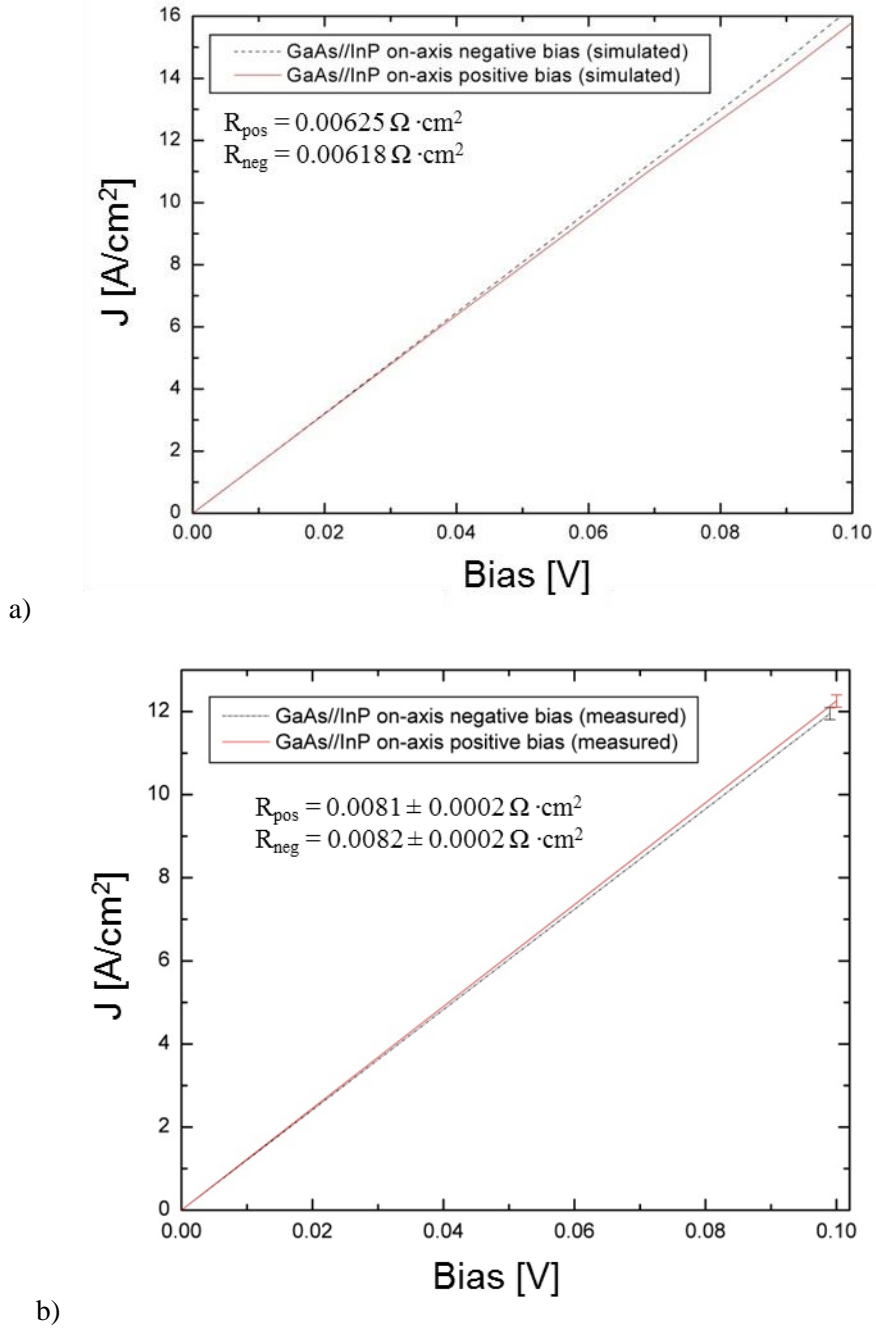 16
14
12
10
8
6
4
2
0
J [A/cm²]
GaAs//InP on-axis negative bias (simulated)
GaAs//InP on-axis positive bias (simulated)
Rpos = 0.00625 Ω ·cm²
Rneg = 0.00618 Ω ·cm²
0.00 0.02 0.04 0.06 0.08 0.10
Bias [V]
a)
12
10
8
6
4
2
0
J [A/cm²]
GaAs//InP on-axis negative bias (measured)
GaAs//InP on-axis positive bias (measured)
Rpos = 0.0081 ± 0.0002 Ω ·cm²
Rneg = 0.0082 ± 0.0002 Ω ·cm²
0.00 0.02 0.04 0.06 0.08 0.10
Bias [V]
b)